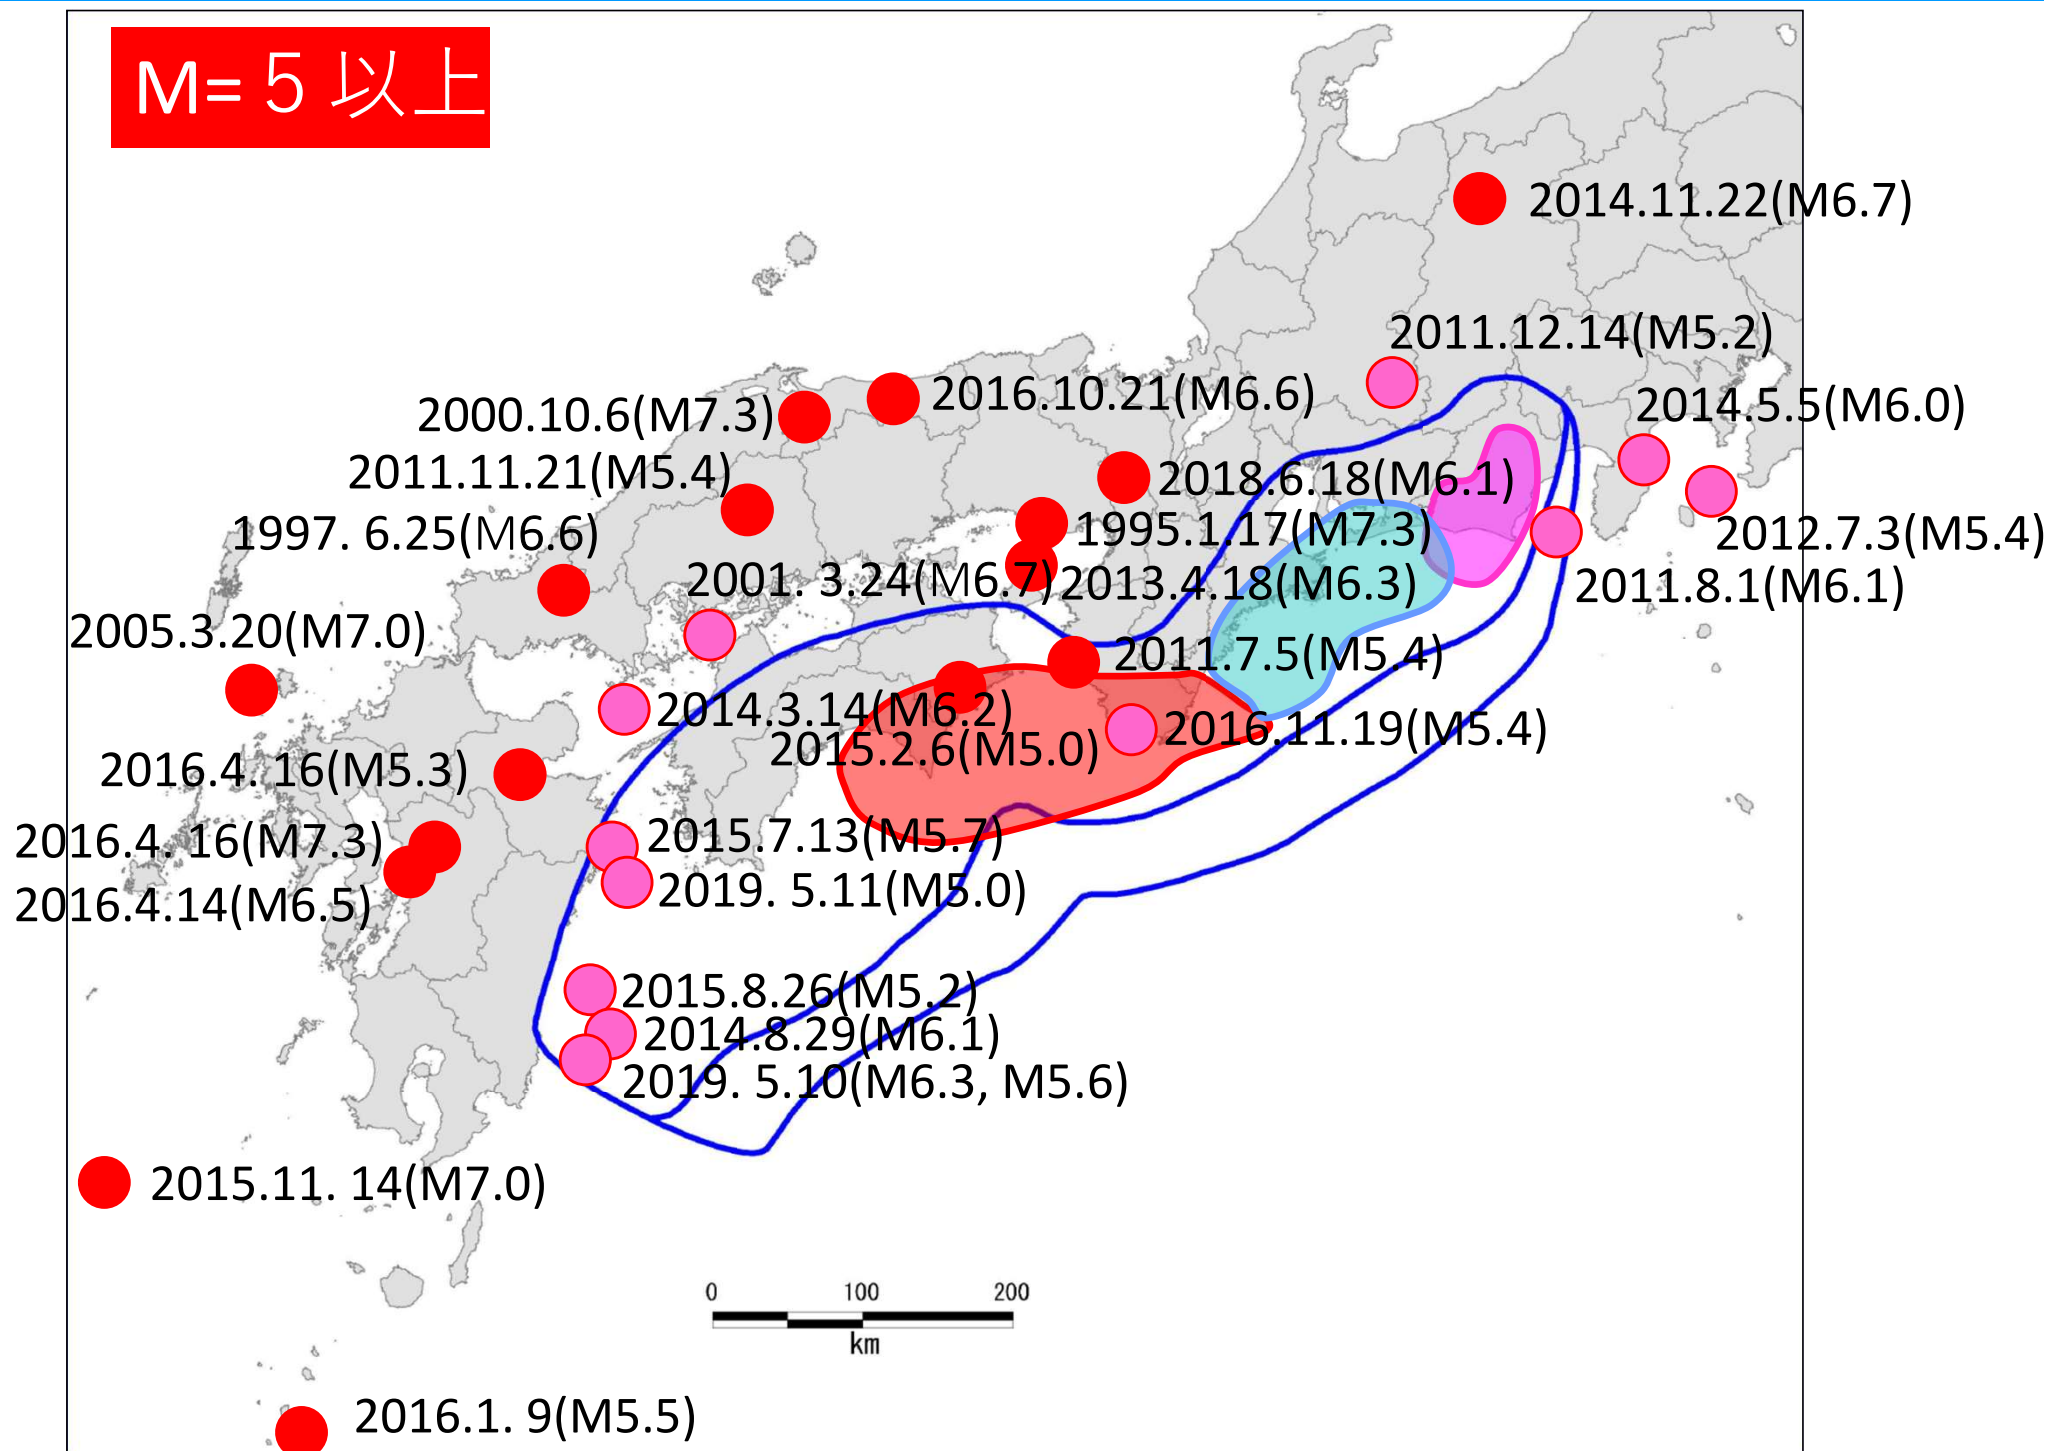 M=５以上
2014.11.22(M6.7)
2011.12.14(M5.2)
2016.10.21(M6.6)
2014.5.5(M6.0)
2000.10.6(M7.3)
2011.11.21(M5.4)
2018.6.18(M6.1)
1997. 6.25(M6.6)
1995.1.17(M7.3)
2012.7.3(M5.4)
2001. 3.24(M6.7)
2013.4.18(M6.3)
2011.8.1(M6.1)
2005.3.20(M7.0)
2011.7.5(M5.4)
2014.3.14(M6.2)
2016.11.19(M5.4)
2015.2.6(M5.0)
2016.4. 16(M5.3)
2016.4. 16(M7.3)
2015.7.13(M5.7)
2019. 5.11(M5.0)
2016.4.14(M6.5)
2015.8.26(M5.2)
2014.8.29(M6.1)
2019. 5.10(M6.3, M5.6)
2015.11. 14(M7.0)
0 100 200
km
2016.1. 9(M5.5)